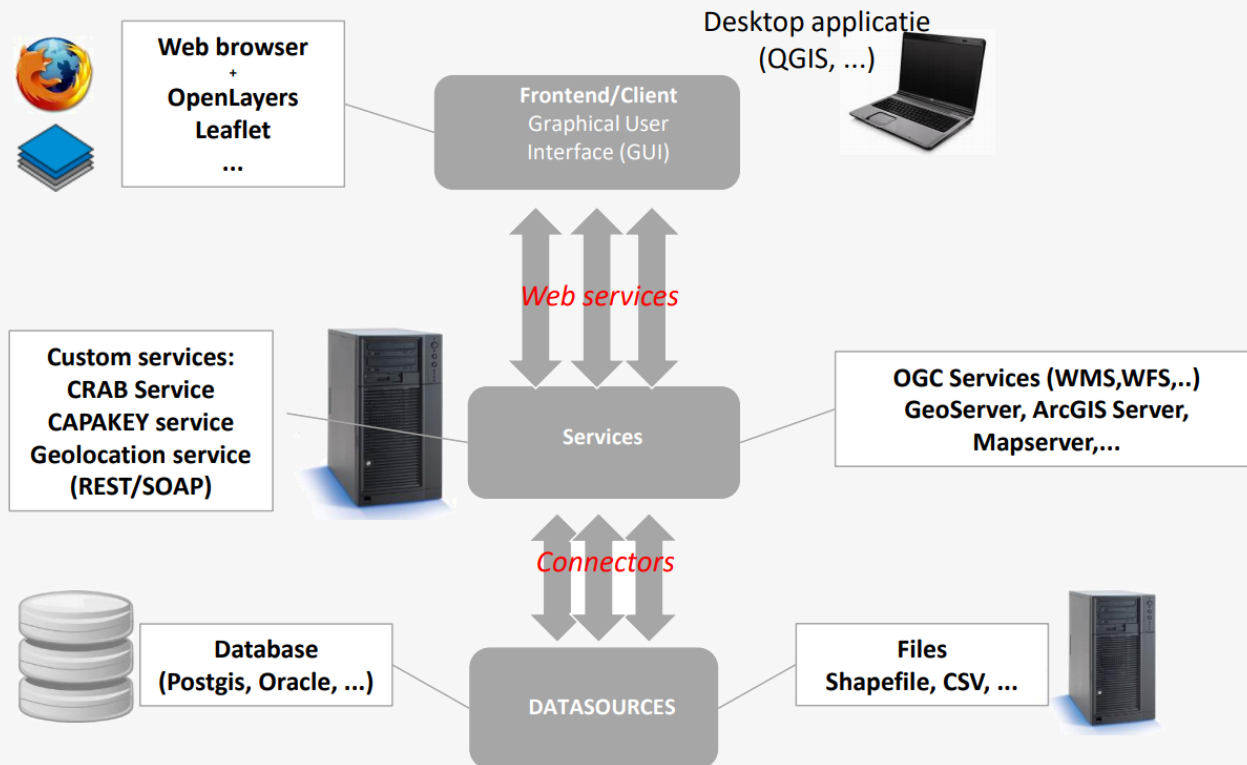 Web browser
+
OpenLayers
Leaflet
...
Frontend/Client
Graphical User
Interface (GUI)
Desktop applicatie
(QGIS, ...)
Web services
Custom services:
CRAB Service
CAPAKEY service
Geolocation service
(REST/SOAP)
Services
OGC Services (WMS,WFS,..)
GeoServer, ArcGIS Server,
Mapserver,...
Connectors
Database
(Postgis, Oracle, ...)
DATASOURCES
Files
Shapefile, CSV, ...